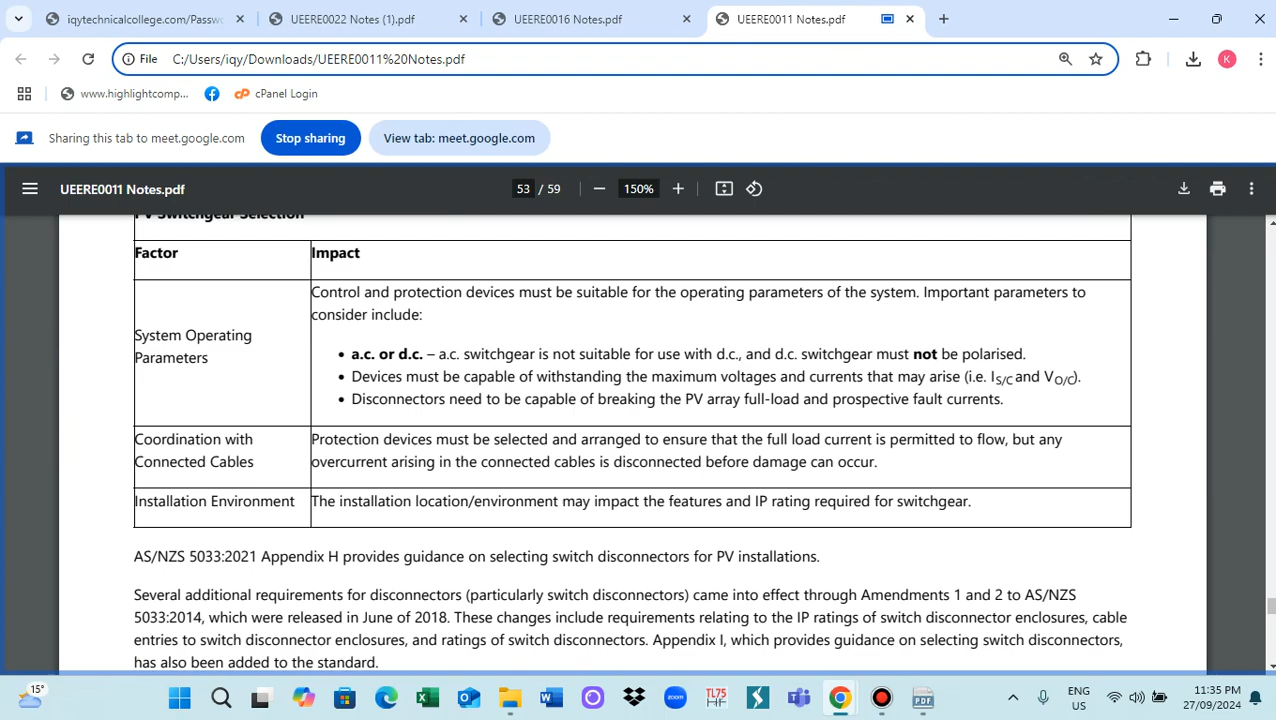 iqytechnicalcollege.com/Passwo
UEERE0022 Notes (1).pdf
UEERE0016 Notes.pdf
UEERE0011 Notes.pdf
File
C:/Users/iqy/Downloads/UEERE0011%20Notes.pdf
K
www.highlightcomp...
cPanel Login
Sharing this tab to meet.google.com
Stop sharing
View tab: meet.google.com
UEERE0011 Notes.pdf
53 / 59
150%
PV Switchgear Selection
Factor
Impact
System Operating
Parameters
Control and protection devices must be suitable for the operating parameters of the system. Important parameters to
consider include:
• a.c. or d.c. – a.c. switchgear is not suitable for use with d.c., and d.c. switchgear must not be polarised.
• Devices must be capable of withstanding the maximum voltages and currents that may arise (i.e. IS/C and VO/C).
• Disconnectors need to be capable of breaking the PV array full-load and prospective fault currents.
Coordination with
Connected Cables
Protection devices must be selected and arranged to ensure that the full load current is permitted to flow, but any
overcurrent arising in the connected cables is disconnected before damage can occur.
Installation Environment
The installation location/environment may impact the features and IP rating required for switchgear.
AS/NZS 5033:2021 Appendix H provides guidance on selecting switch disconnectors for PV installations.
Several additional requirements for disconnectors (particularly switch disconnectors) came into effect through Amendments 1 and 2 to AS/NZS
5033:2014, which were released in June of 2018. These changes include requirements relating to the IP ratings of switch disconnector enclosures, cable
entries to switch disconnector enclosures, and ratings of switch disconnectors. Appendix I, which provides guidance on selecting switch disconnectors,
has also been added to the standard.
15°
zoom
TL75
HF
PDF
ENG
US
11:35 PM
27/09/2024